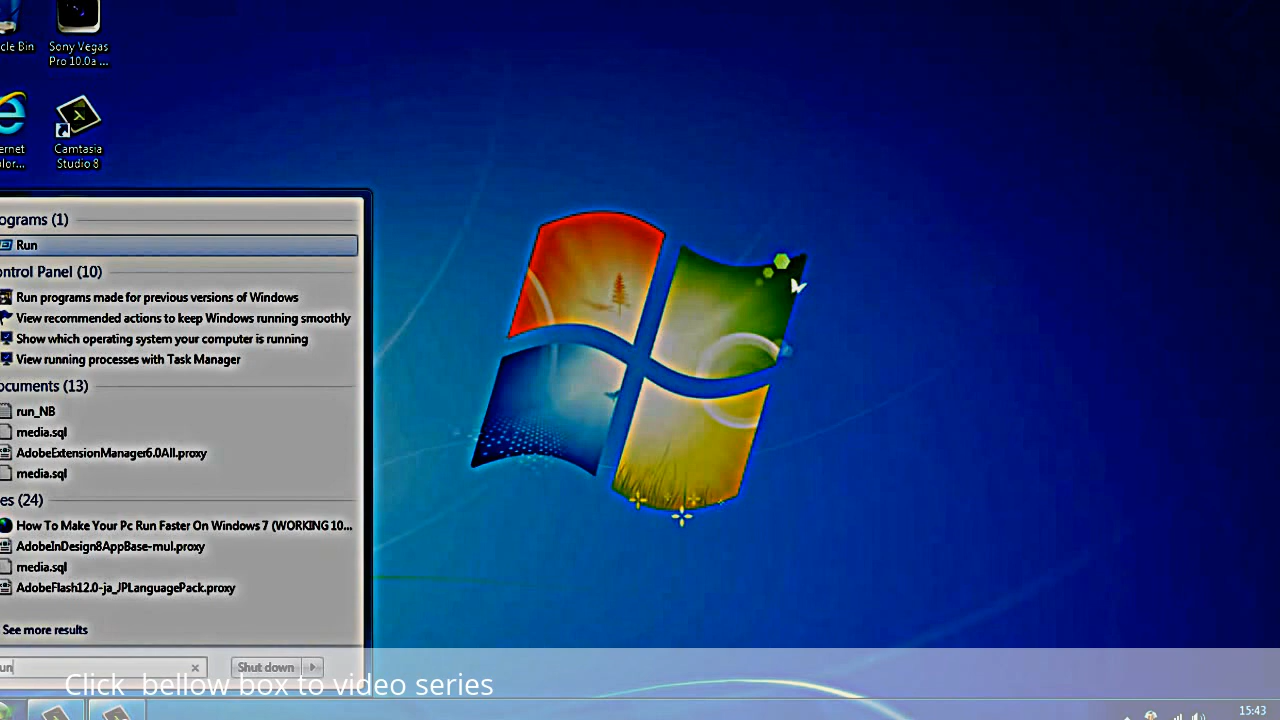 cle Bin
Sony Vegas
Pro 10.0a ...
ernet
olor...
Camtasia
Studio 8
ograms (1)
Run
ontrol Panel (10)
Run programs made for previous versions of Windows
View recommended actions to keep Windows running smoothly
Show which operating system your computer is running
View running processes with Task Manager
ocuments (13)
run_NB
media.sql
AdobeExtensionManager6.0All.proxy
media.sql
es (24)
How To Make Your Pc Run Faster On Windows 7 (WORKING 10...
AdobeInDesign8AppBase-mul.proxy
media.sql
AdobeFlash12.0-ja_JPLanguagePack.proxy
See more results
un
Shut down
Click bellow box to video series
15:43